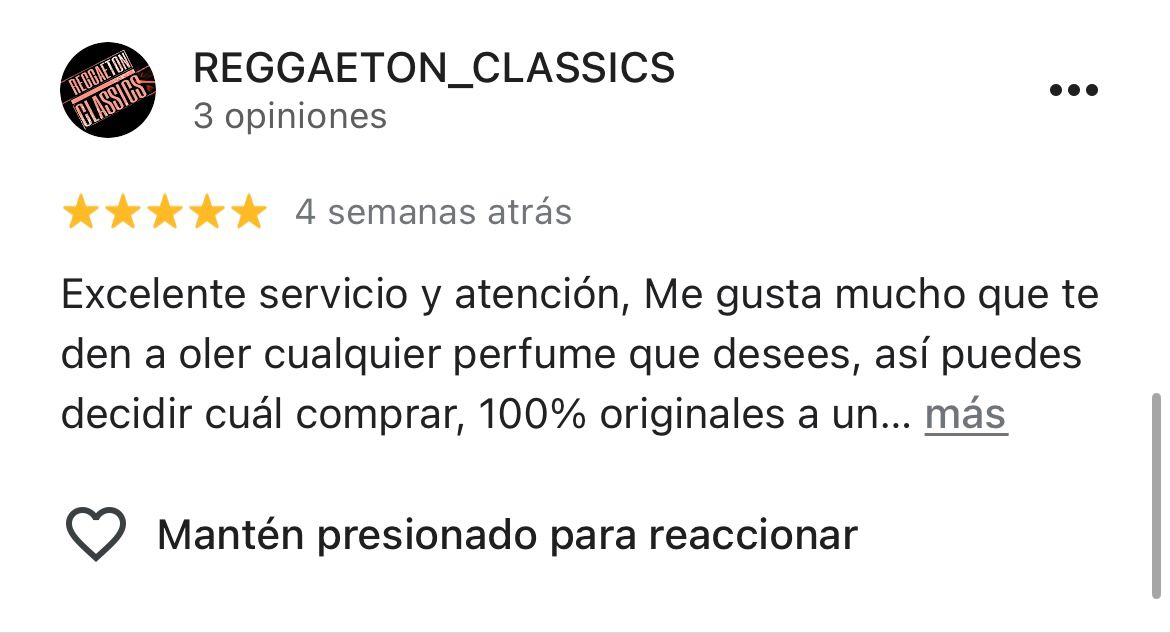 REGGAETON
CLASSICS
REGGAETON_CLASSICS
3 opiniones
4 semanas atrás
Excelente servicio y atención, Me gusta mucho que te
den a oler cualquier perfume que desees, así puedes
decidir cuál comprar, 100% originales a un... más
Mantén presionado para reaccionar